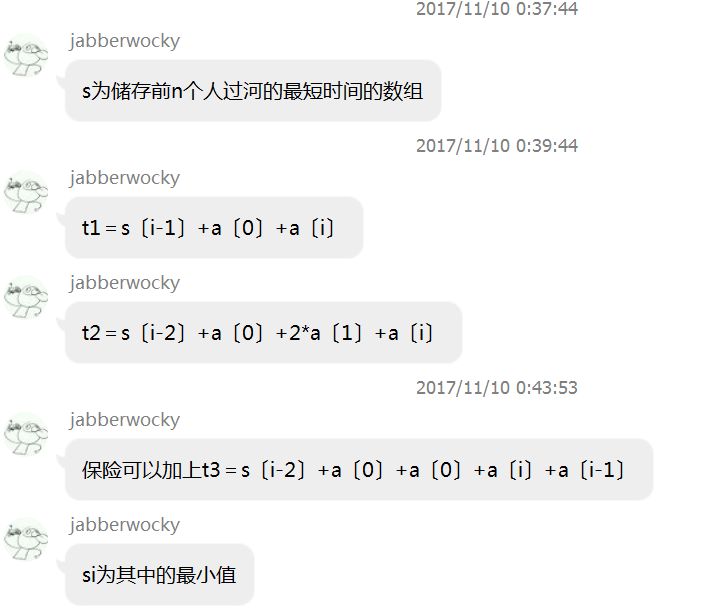 2017/11/10 0:37:44
jabberwocky
s为储存前n个人过河的最短时间的数组
2017/11/10 0:39:44
jabberwocky
t1＝s〔i-1〕+a〔0〕+a〔i〕
jabberwocky
t2＝s〔i-2〕+a〔0〕+2*a〔1〕+a〔i〕
2017/11/10 0:43:53
jabberwocky
保险可以加上t3＝s〔i-2〕+a〔0〕+a〔0〕+a〔i〕+a〔i-1〕
jabberwocky
si为其中的最小值